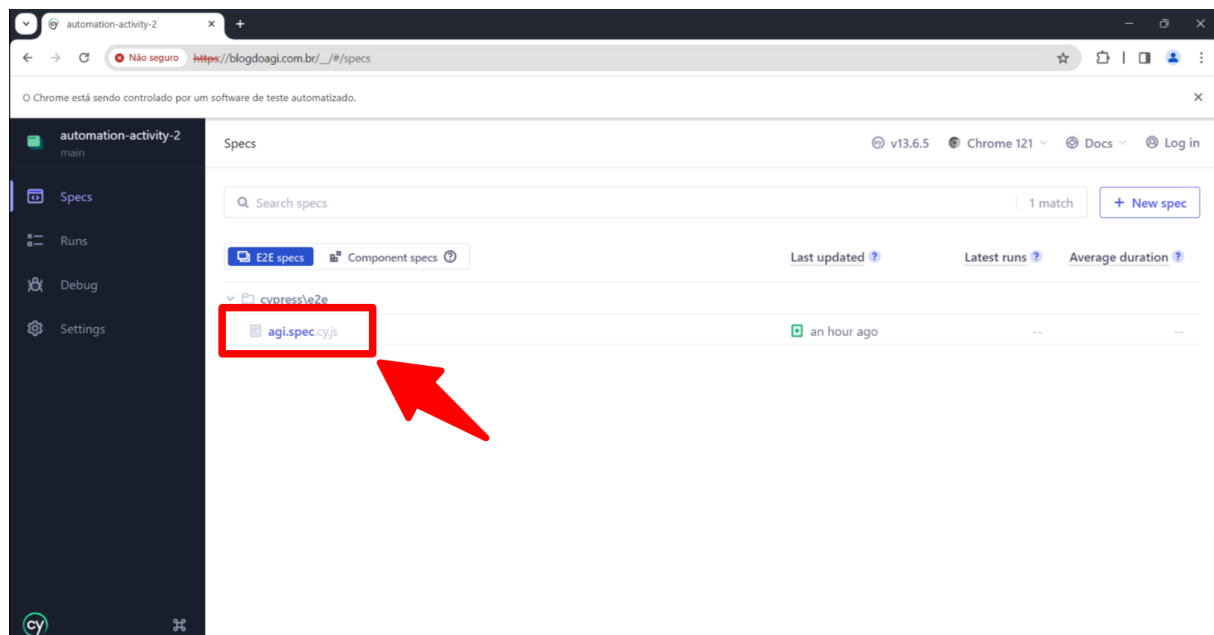 automation-activity-2
Não seguro https://blogdoagi.com.br/__/#/specs
O Chrome está sendo controlado por um software de teste automatizado.
automation-activity-2
main
Specs
Runs
Debug
Settings
cy
Specs
v13.6.5 Chrome 121 Docs Log in
Search specs 1 match + New spec
E2E specs Component specs Last updated ? Latest runs ? Average duration ?
cypress\e2e
agi.spec.cy.js an hour ago -- --